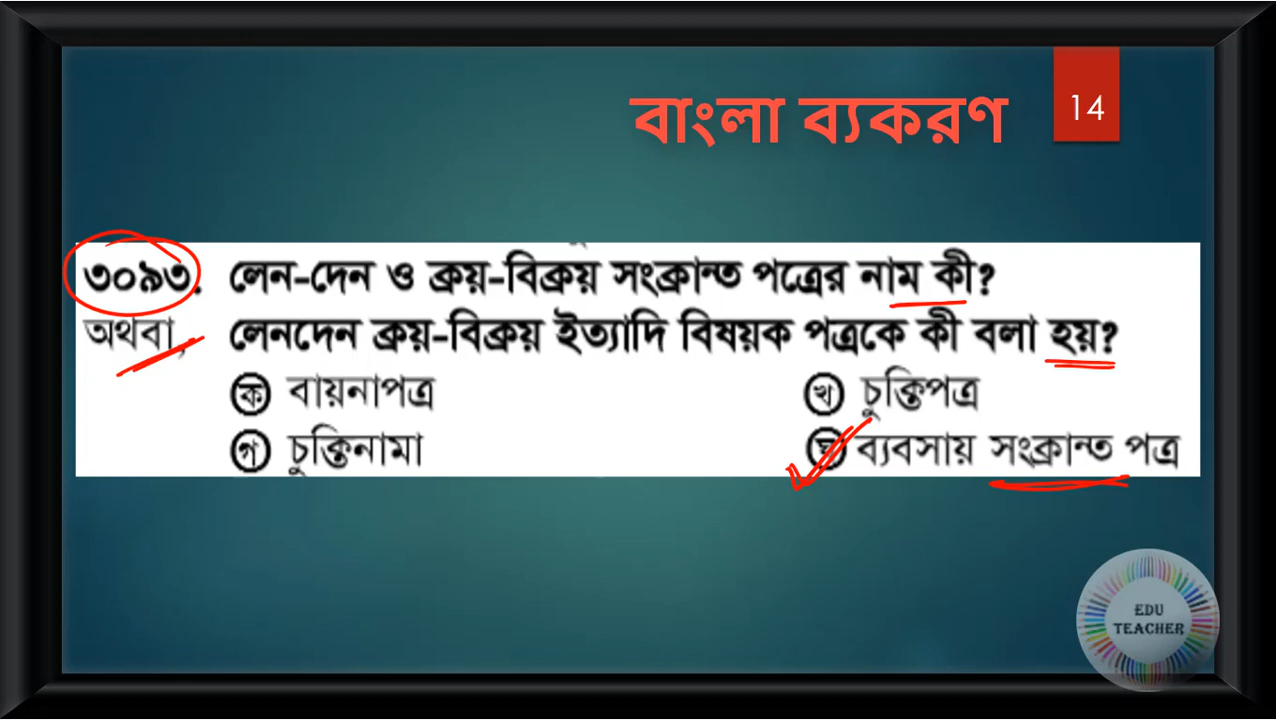 বাংলা ব্যকরণ
14
৩০৯৩. লেন-দেন ও ক্রয়-বিক্রয় সংক্রান্ত পত্রের নাম কী?
অথবা, লেনদেন ক্রয়-বিক্রয় ইত্যাদি বিষয়ক পত্রকে কী বলা হয়?
ক বায়নাপত্র খ চুক্তিপত্র
গ চুক্তিনামা ঘ ব্যবসায় সংক্রান্ত পত্র
EDU
TEACHER